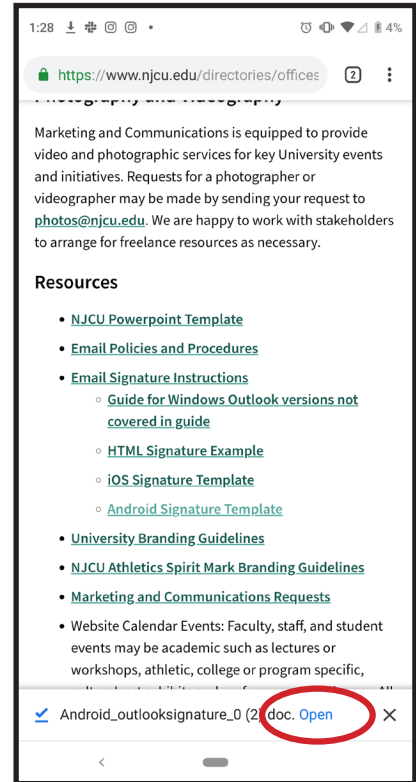 1:28 4%
https://www.njcu.edu/directories/offices 2
Photography and Videography
Marketing and Communications is equipped to provide
video and photographic services for key University events
and initiatives. Requests for a photographer or
videographer may be made by sending your request to
photos@njcu.edu. We are happy to work with stakeholders
to arrange for freelance resources as necessary.
Resources
• NJCU Powerpoint Template
• Email Policies and Procedures
• Email Signature Instructions
◦ Guide for Windows Outlook versions not
covered in guide
◦ HTML Signature Example
◦ iOS Signature Template
◦ Android Signature Template
• University Branding Guidelines
• NJCU Athletics Spirit Mark Branding Guidelines
• Marketing and Communications Requests
• Website Calendar Events: Faculty, staff, and student
events may be academic such as lectures or
workshops, athletic, college or program specific,
Android_outlooksignature_0 (2).doc. Open